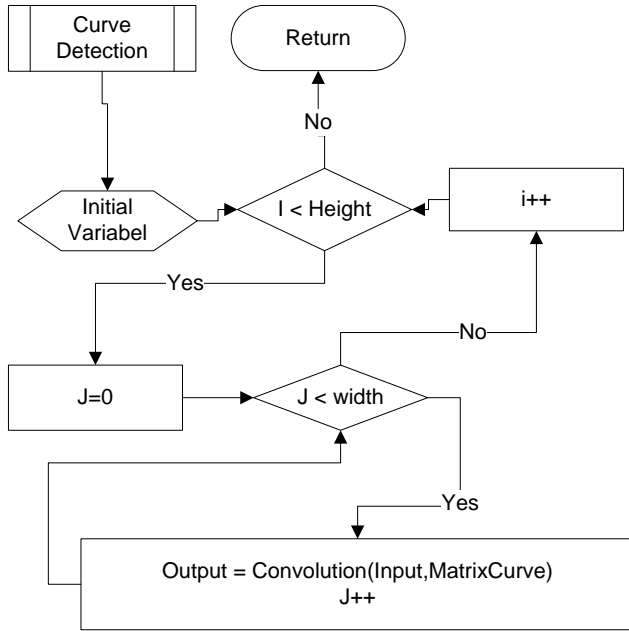 Curve
Detection
Return
No
Initial
Variabel
I < Height
i++
Yes
No
J=0
J < width
Yes
Output = Convolution(Input,MatrixCurve)
J++